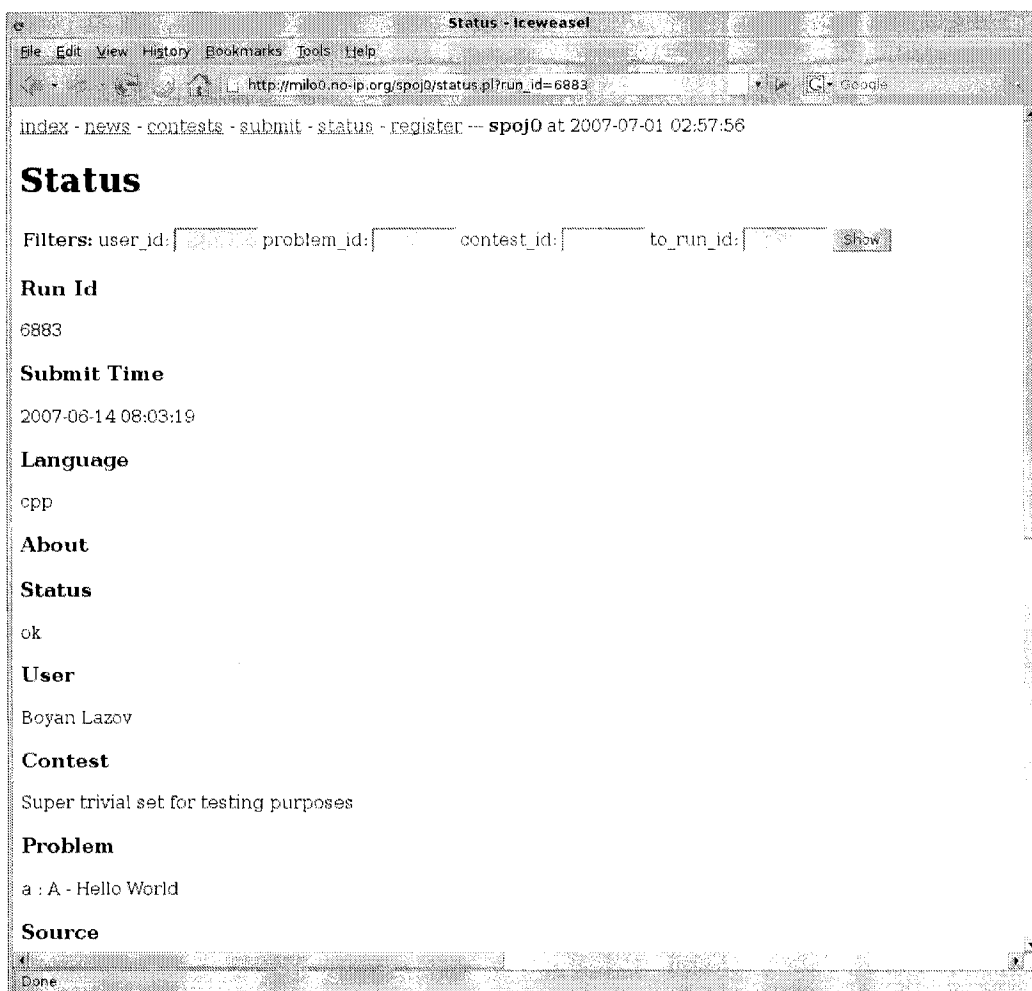 Status - Iceweasel
File Edit View History Bookmarks Tools Help
http://milo0.no-ip.org/spoj0/status.pl?run_id=6883 Google
index - news - contests - submit - status - register --- spoj0 at 2007-07-01 02:57:56
Status
Filters: user_id: problem_id: contest_id: to_run_id: Show
Run Id
6883
Submit Time
2007-06-14 08:03:19
Language
cpp
About
Status
ok
User
Boyan Lazov
Contest
Super trivial set for testing purposes
Problem
a : A - Hello World
Source
Done